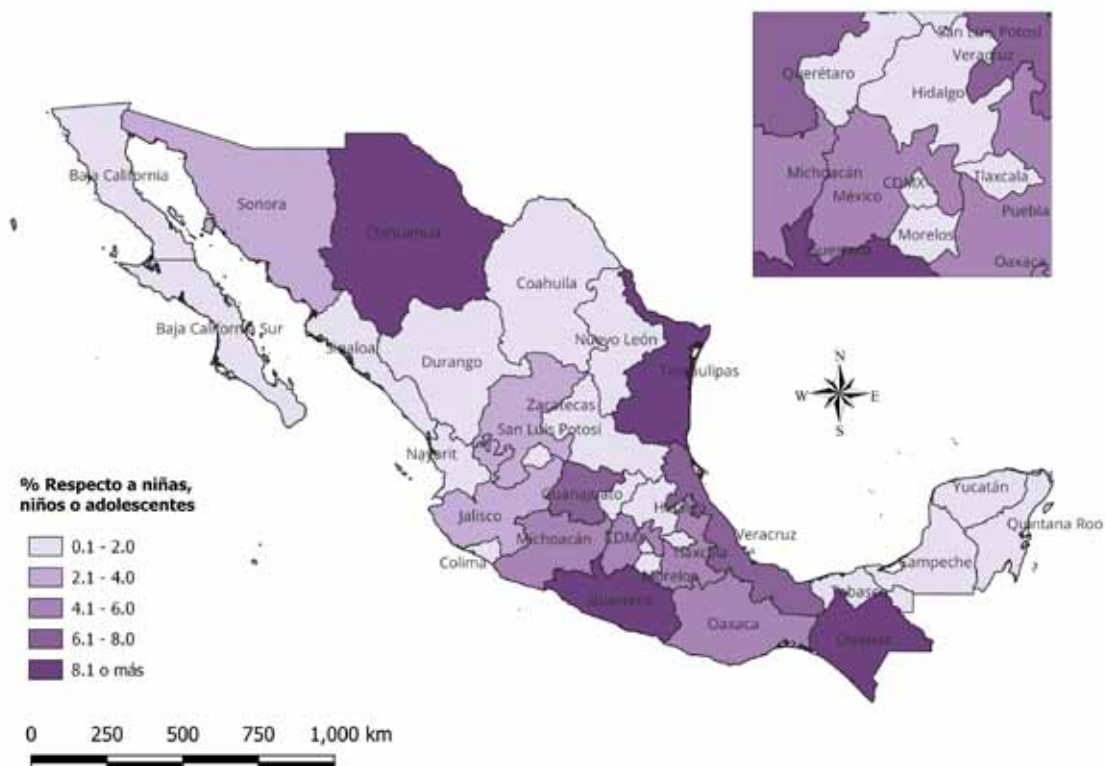 San Luis Potosí
Veracruz
Querétaro
Hidalgo
Michoacán
CDMX
Tlaxcala
México
Puebla
Morelos
Guerrero
Oaxaca
Baja California
Sonora
Chihuahua
Coahuila
Baja California Sur
Sinaloa
Nuevo León
Durango
Tamaulipas
N
W E
S
Zacatecas
San Luis Potosí
Nayarit
% Respecto a niñas,
niños o adolescentes
0.1 - 2.0
2.1 - 4.0
4.1 - 6.0
6.1 - 8.0
8.1 o más
Guanajuato
Hidalgo
Jalisco
Michoacán
CDMX
Veracruz
Tlaxcala
Colima
Morelos
Guerrero
Oaxaca
Yucatán
Quintana Roo
Campeche
Tabasco
Chiapas
0 250 500 750 1,000 km